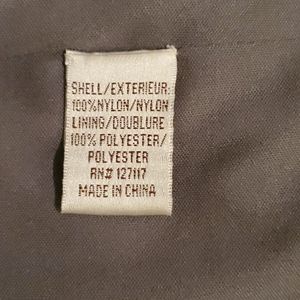 SHELL/EXTERIEUR:
100%NYLON/NYLON
LINING/DOUBLURE
100% POLYESTER/
POLYESTER
RN# 127117
MADE IN CHINA